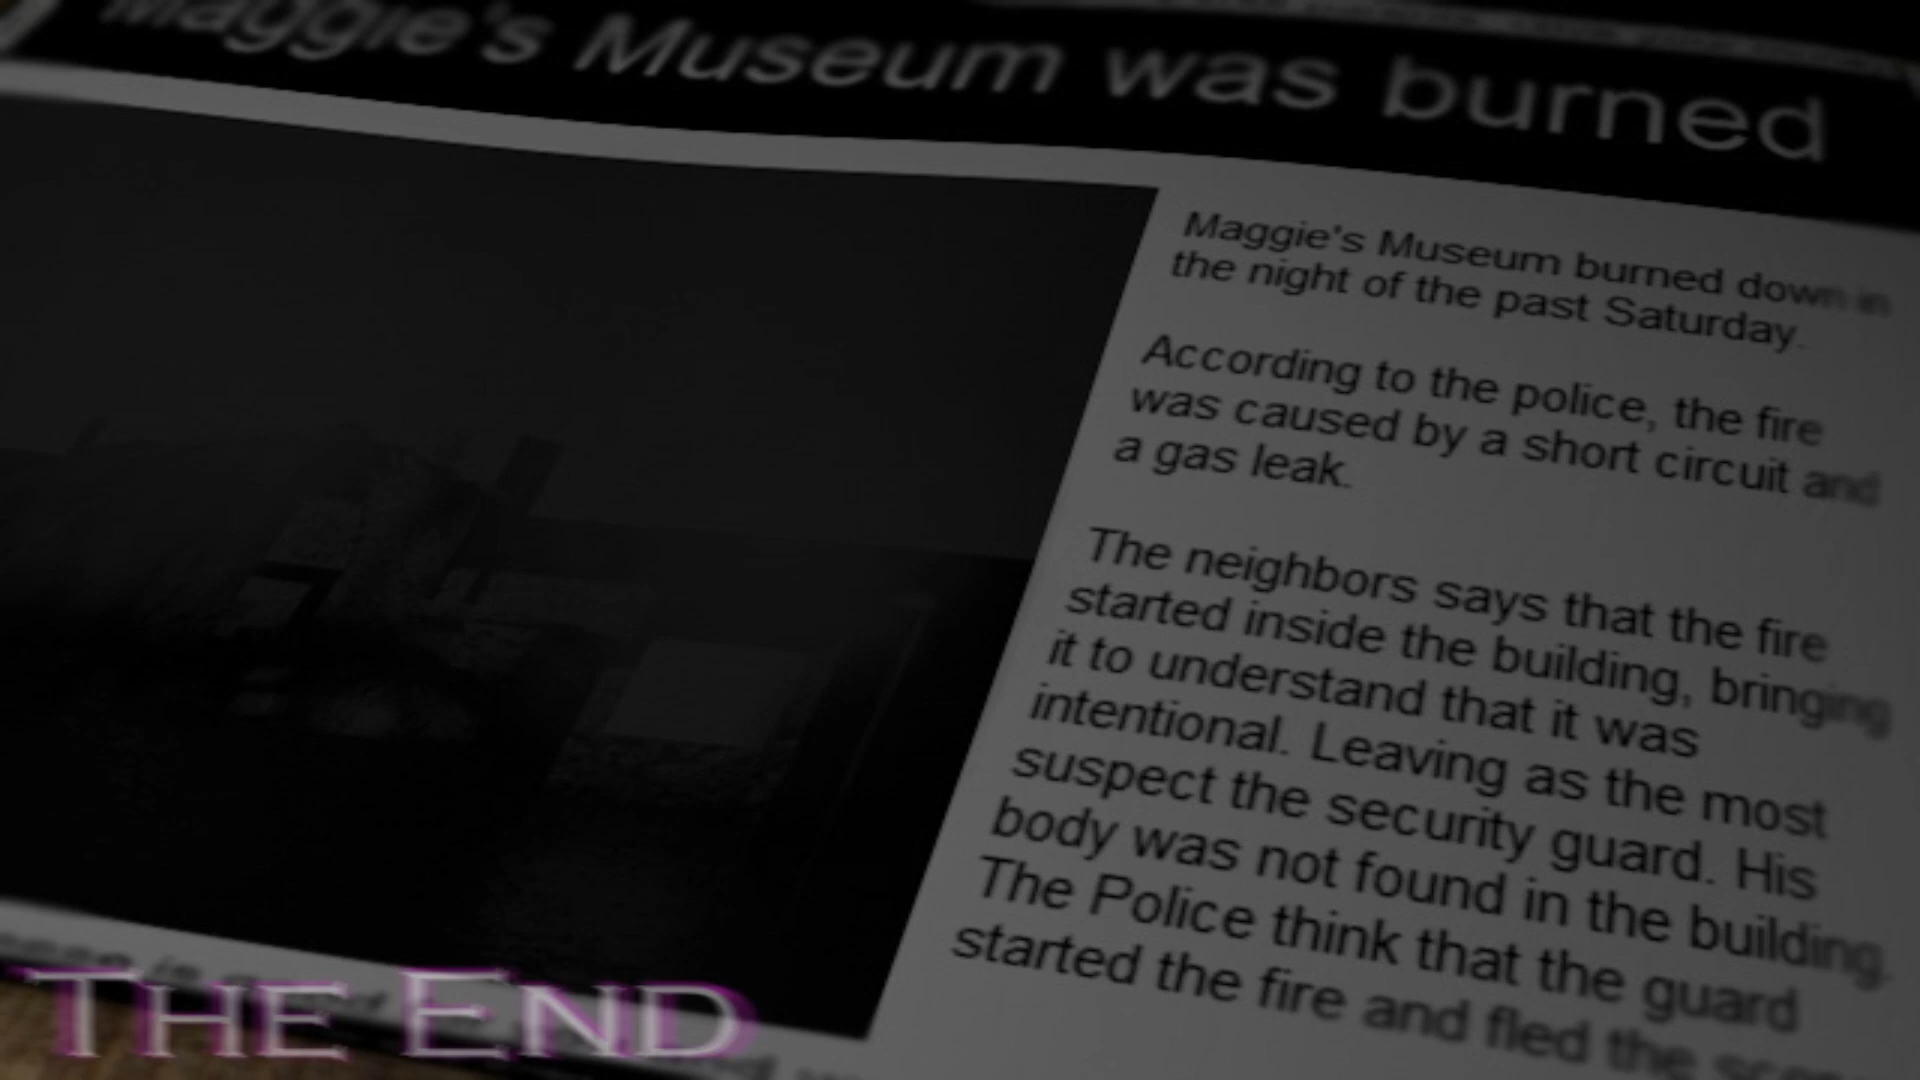 Maggie's Museum was burned
Maggie's Museum burned down in
the night of the past Saturday.
According to the police, the fire
was caused by a short circuit and
a gas leak.
The neighbors says that the fire
started inside the building, bringing
it to understand that it was
intentional. Leaving as the most
suspect the security guard. His
body was not found in the building.
The Police think that the guard
started the fire and fled the scene
THE END